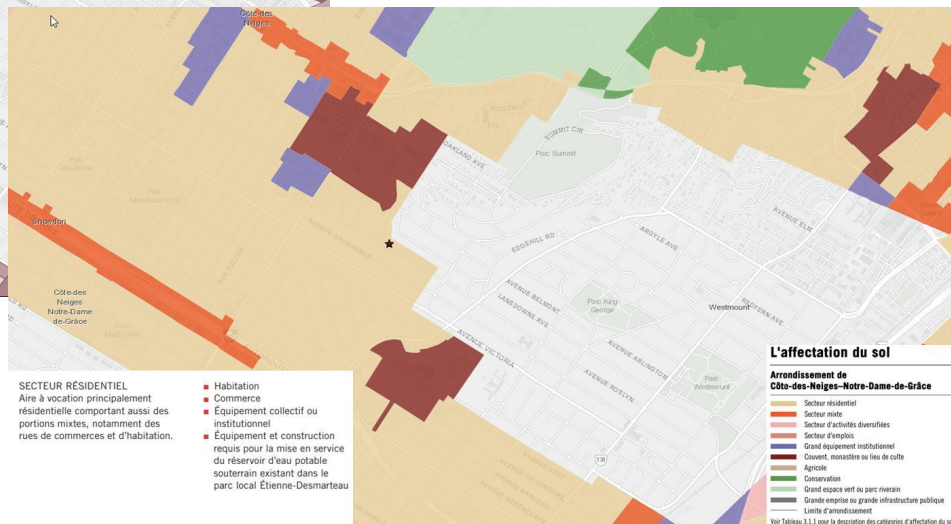 Côte-des
Neiges
SUMMIT CIR
Parc Summit
OAKLAND AVE
Snowdon
AVENUE GROSVENOR
EDGEHILL RD
ARGYLE AVE
AVENUE ELM
Côte-des
Neiges
Notre-Dame
de-Grâce
AVENUE BELMONT
LANSDOWNE AVE
Parc King
George
Westmount
REDFERN AVE
AVENUE VICTORIA
AVENUE ARLINGTON
AVENUE ROSLYN
Parc
Westmount
138
SECTEUR RÉSIDENTIEL
Aire à vocation principalement
résidentielle comportant aussi des
portions mixtes, notamment des
rues de commerces et d'habitation.
Habitation
Commerce
Équipement collectif ou
institutionnel
Équipement et construction
requis pour la mise en service
du réservoir d'eau potable
souterrain existant dans le
parc local Étienne-Desmarteau
L'affectation du sol
Arrondissement de
Côte-des-Neiges–Notre-Dame-de-Grâce
Secteur résidentiel
Secteur mixte
Secteur d'activités diversifiées
Secteur d'emplois
Grand équipement institutionnel
Couvent, monastère ou lieu de culte
Agricole
Conservation
Grand espace vert ou parc riverain
Grande emprise ou grande infrastructure publique
Limite d'arrondissement
Voir Tableau 3.1.1 pour la description des catégories d'affectation du sol